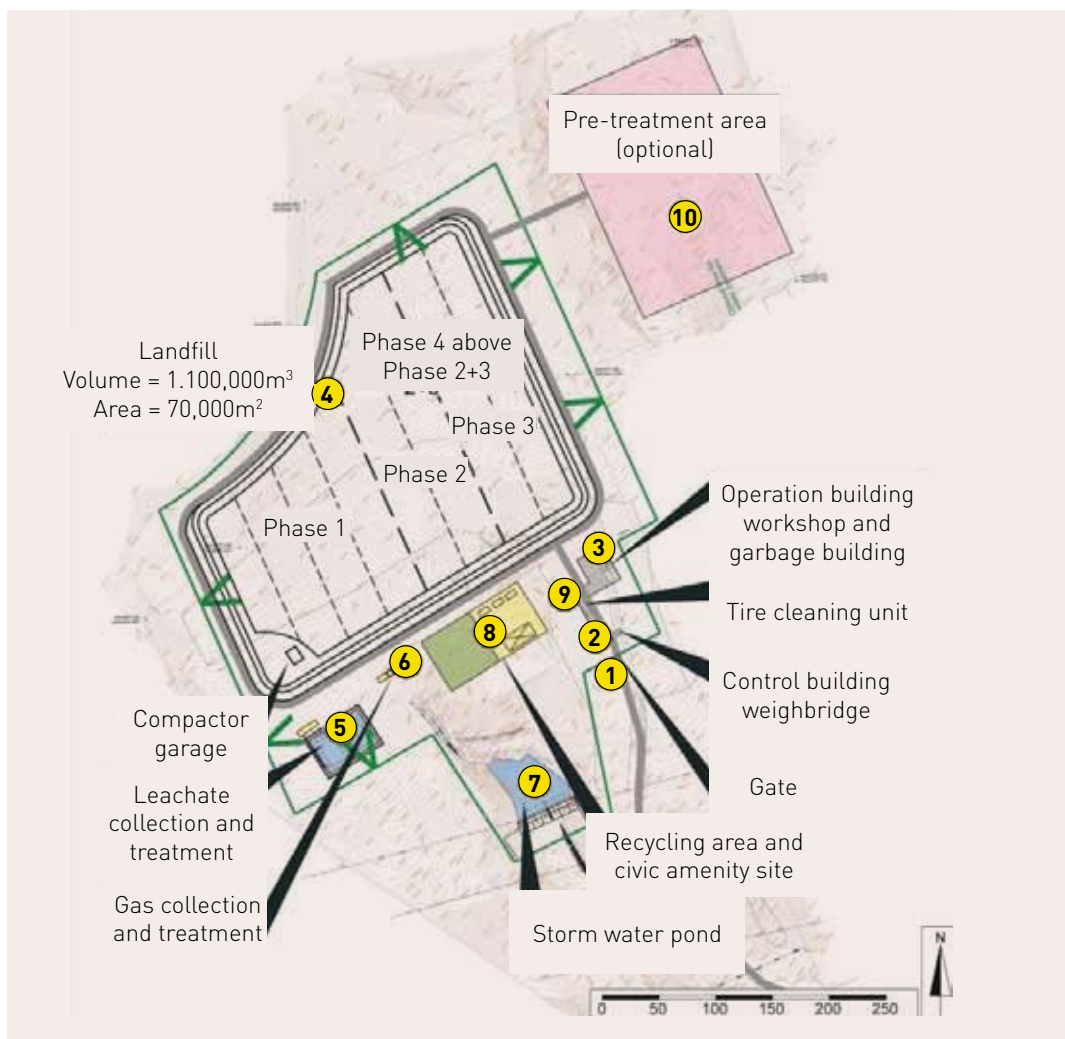 Pre-treatment area
(optional)
10
Landfill
Volume = 1.100,000m³
Area = 70,000m²
4
Phase 4 above
Phase 2+3
Phase 3
Phase 2
Phase 1
Operation building
workshop and
garbage building
3
9
Tire cleaning unit
2
8
6
1
Control building
weighbridge
Compactor
garage
5
7
Gate
Leachate
collection and
treatment
Recycling area and
civic amenity site
Gas collection
and treatment
Storm water pond
N
0 50 100 150 200 250